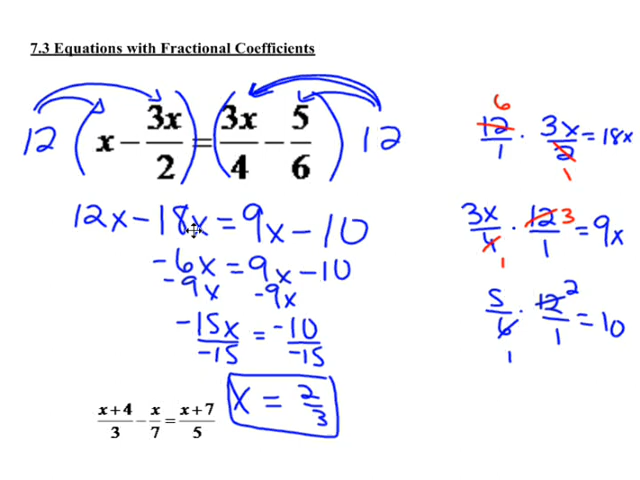 7.3 Equations with Fractional Coefficients
12 ( x − 3x/2 ) = ( 3x/4 − 5/6 ) 12
12x − 18x = 9x − 10
−6x = 9x − 10
−9x −9x
−15x/−15 = −10/−15
x = 2/3
(x+4)/3 − x/7 = (x+7)/5
6
12/1 · 3x/2 = 18x
1
3x/4 · 12/1 3 = 9x
1
5/6 · 12/1 2 = 10
1